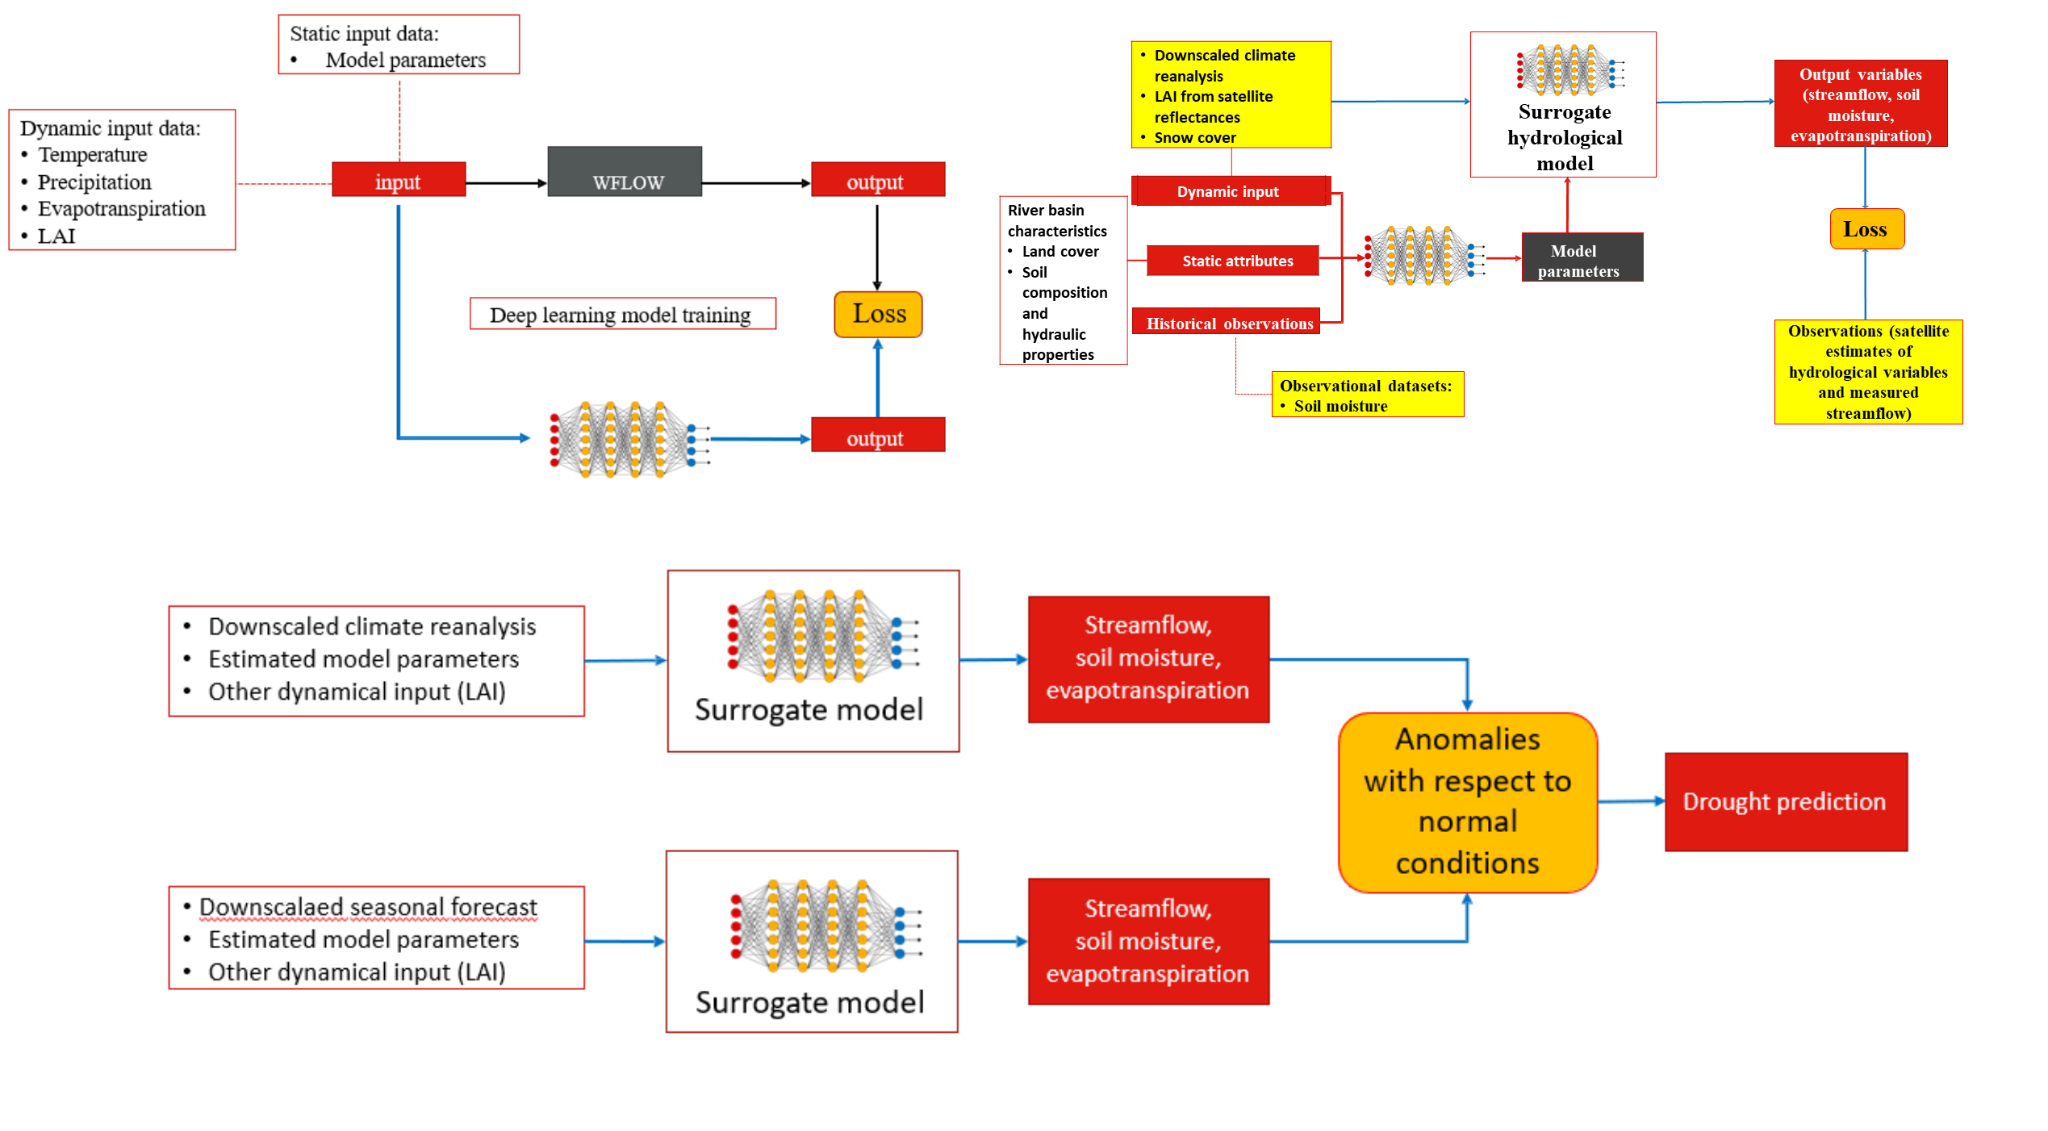 Static input data:
• Model parameters
Dynamic input data:
• Temperature
• Precipitation
• Evapotranspiration
• LAI
input
WFLOW
output
Loss
Deep learning model training
output
• Downscaled climate
reanalysis
• LAI from satellite
reflectances
• Snow cover
Surrogate
hydrological
model
Output variables
(streamflow, soil
moisture,
evapotranspiration)
Dynamic input
River basin
characteristics
• Land cover
• Soil
composition
and
hydraulic
properties
Static attributes
Historical observations
Model
parameters
Loss
Observational datasets:
• Soil moisture
Observations (satellite
estimates of
hydrological variables
and measured
streamflow)
• Downscaled climate reanalysis
• Estimated model parameters
• Other dynamical input (LAI)
Surrogate model
Streamflow,
soil moisture,
evapotranspiration
Anomalies
with respect to
normal
conditions
Drought prediction
• Downscalaed seasonal forecast
• Estimated model parameters
• Other dynamical input (LAI)
Surrogate model
Streamflow,
soil moisture,
evapotranspiration